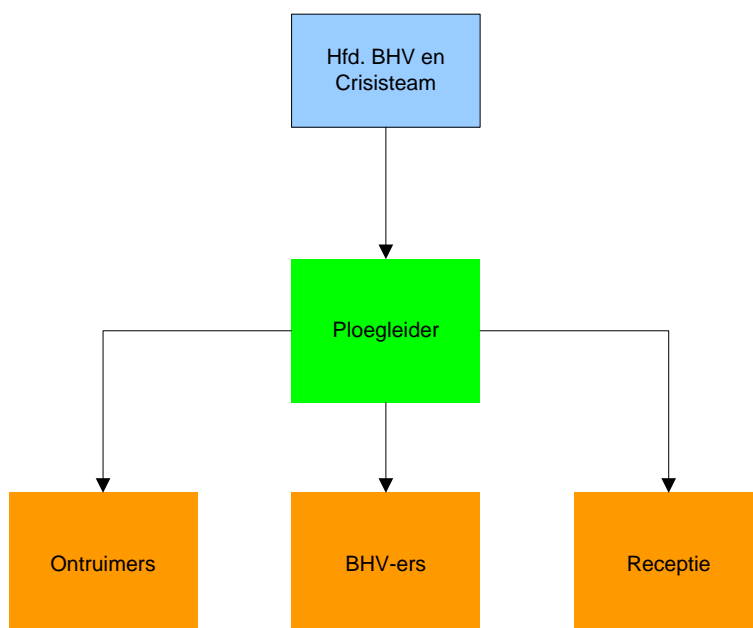 Hfd. BHV en
Crisisteam
Ploegleider
Ontruimers
BHV-ers
Receptie